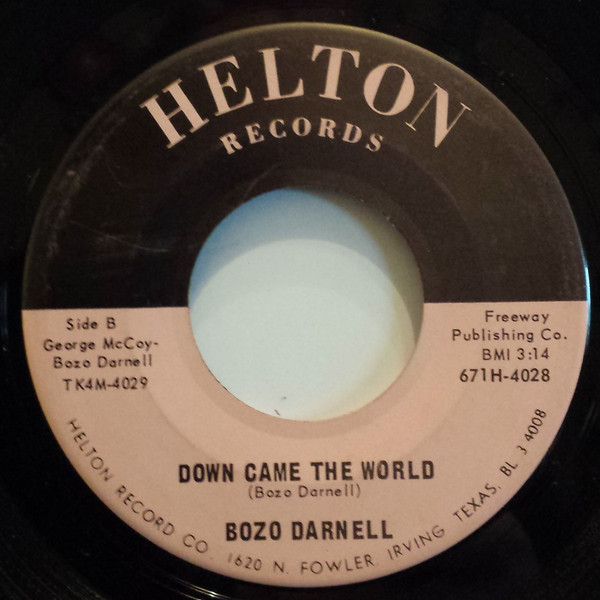 HELTON
RECORDS
Side B
George McCoy-
Bozo Darnell
TK4M-4029
Freeway
Publishing Co.
BMI 3:14
671H-4028
DOWN CAME THE WORLD
(Bozo Darnell)
BOZO DARNELL
HELTON RECORD CO. 1620 N. FOWLER, IRVING TEXAS, BL 3 4008